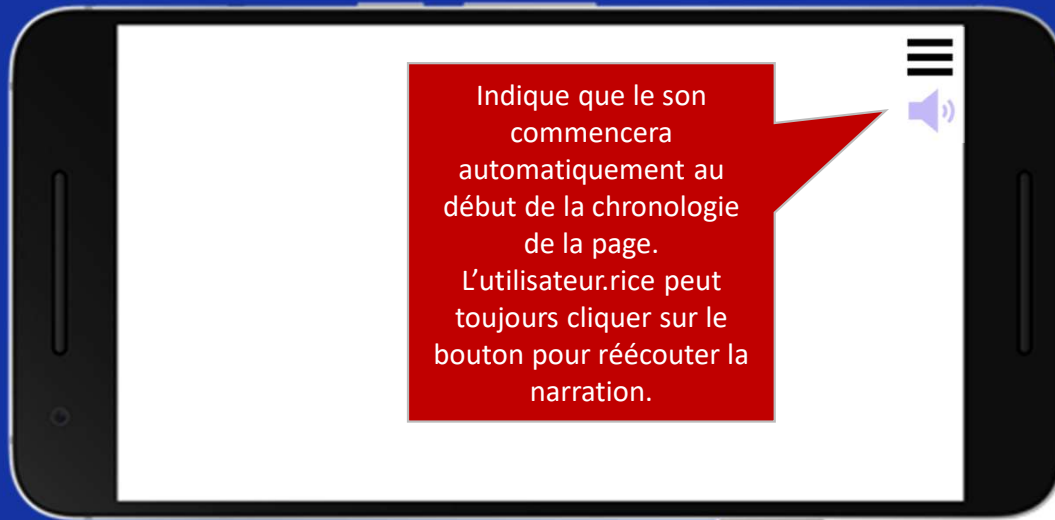 Indique que le son
commencera
automatiquement au
début de la chronologie
de la page.
L’utilisateur.rice peut
toujours cliquer sur le
bouton pour réécouter la
narration.